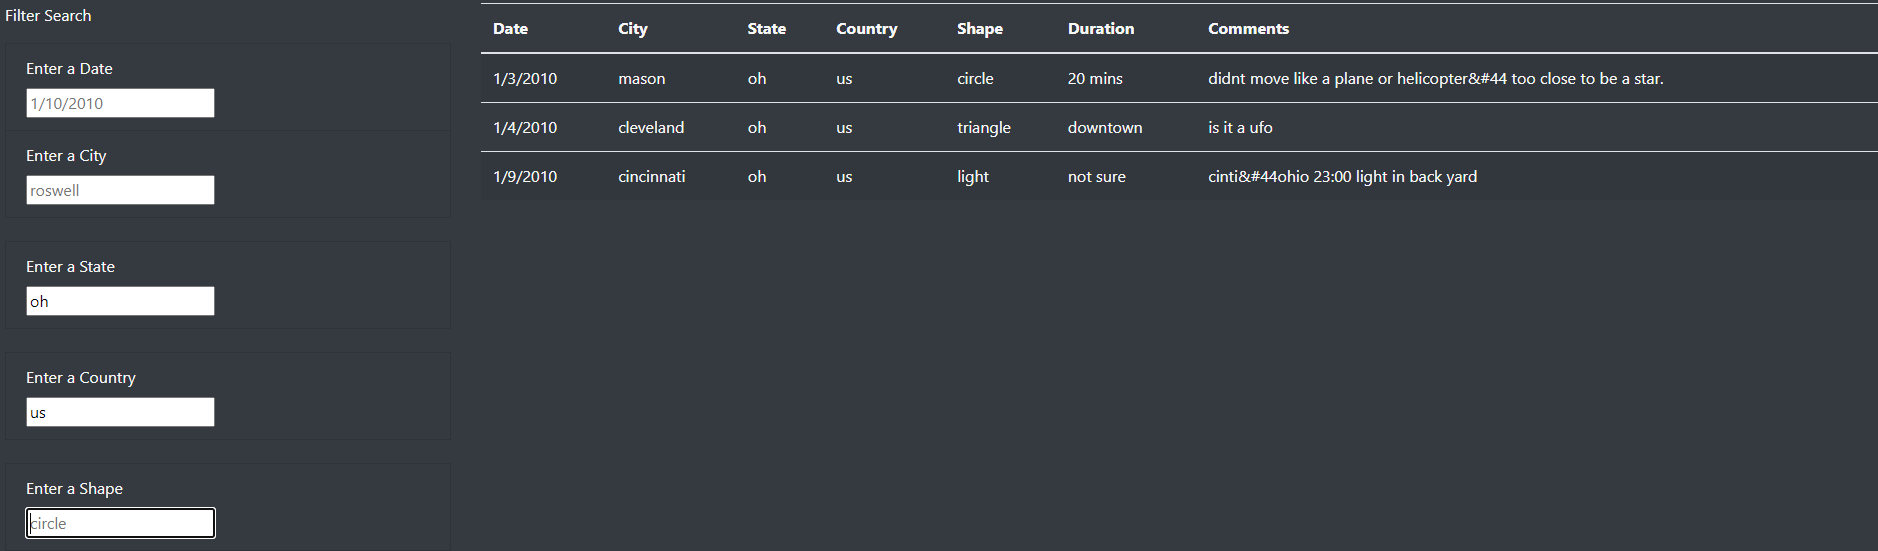 Filter Search
Enter a Date
1/10/2010
Enter a City
roswell
Enter a State
oh
Enter a Country
us
Enter a Shape
circle
Date City State Country Shape Duration Comments
1/3/2010 mason oh us circle 20 mins didnt move like a plane or helicopter&#44 too close to be a star.
1/4/2010 cleveland oh us triangle downtown is it a ufo
1/9/2010 cincinnati oh us light not sure cinti&#44ohio 23:00 light in back yard